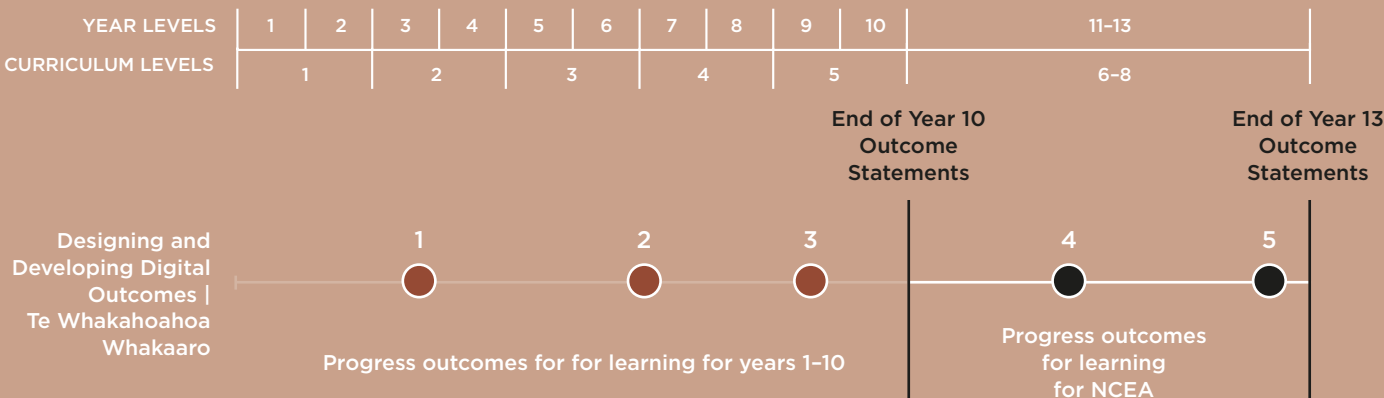 YEAR LEVELS 1 2 3 4 5 6 7 8 9 10 11–13
CURRICULUM LEVELS 1 2 3 4 5 6–8
End of Year 10
Outcome
Statements
End of Year 13
Outcome
Statements
Designing and
Developing Digital
Outcomes |
Te Whakahoahoa
Whakaaro
1 2 3 4 5
Progress outcomes for for learning for years 1–10
Progress outcomes
for learning
for NCEA